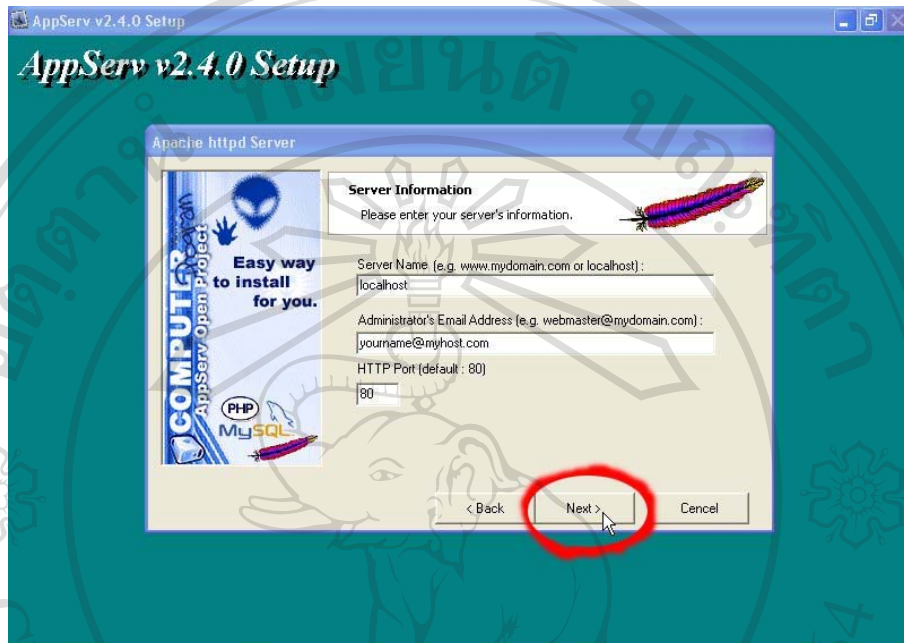 AppServ v2.4.0 Setup
AppServ v2.4.0 Setup
Apache httpd Server
COMPUTER
Program
AppServ Open Project
Easy way
to install
for you.
PHP
MySQL
Server Information
Please enter your server's information.
Server Name (e.g. www.mydomain.com or localhost) :
localhost
Administrator's Email Address (e.g. webmaster@mydomain.com) :
yourname@myhost.com
HTTP Port (default : 80)
80
< Back
Next >
Cancel